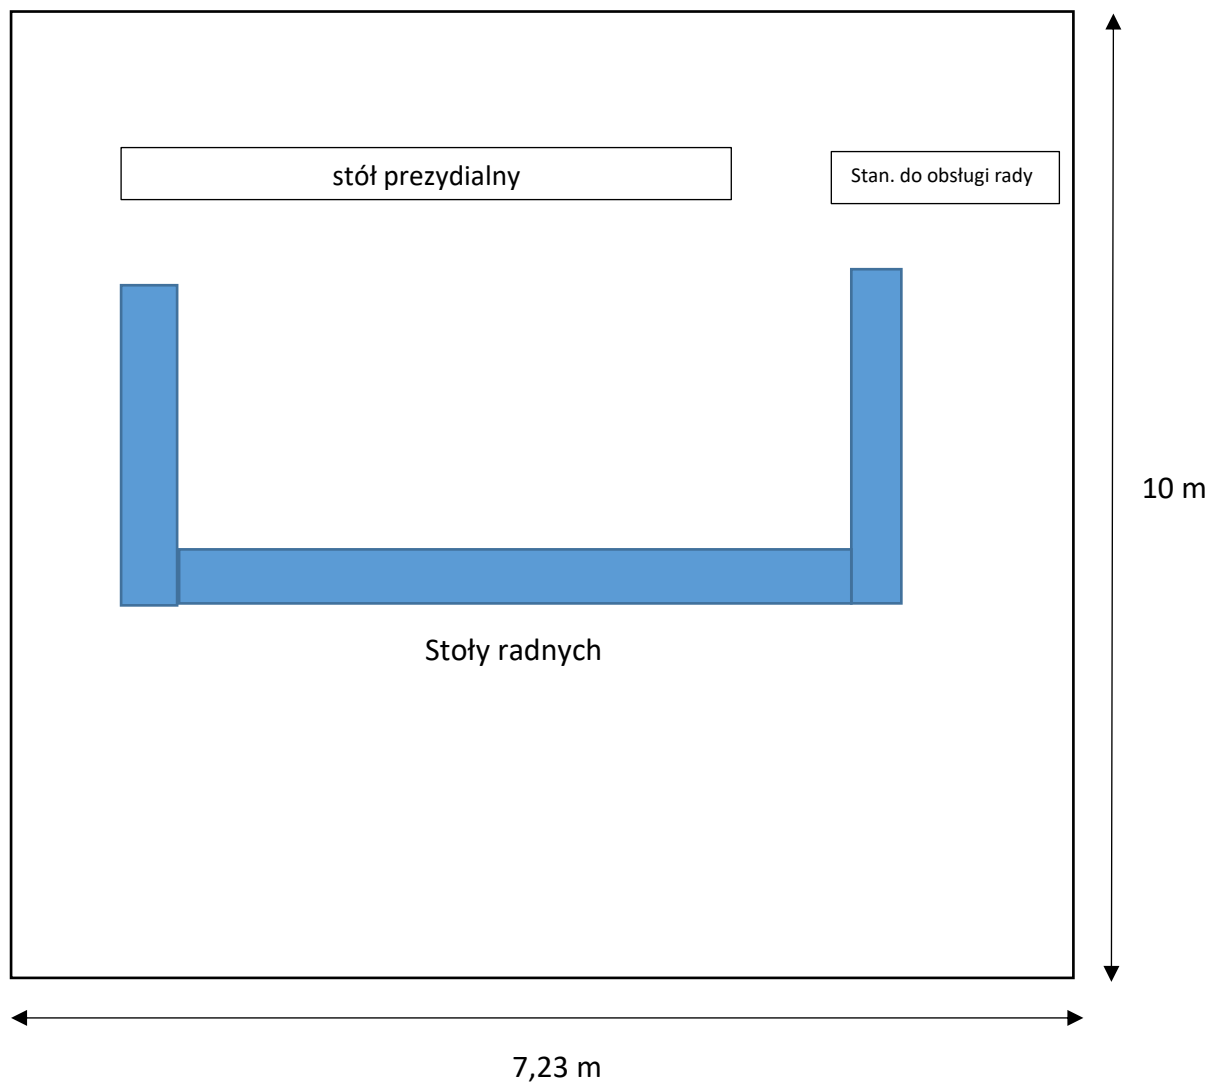 stół prezydialny
Stan. do obsługi rady
10 m
Stoły radnych
7,23 m